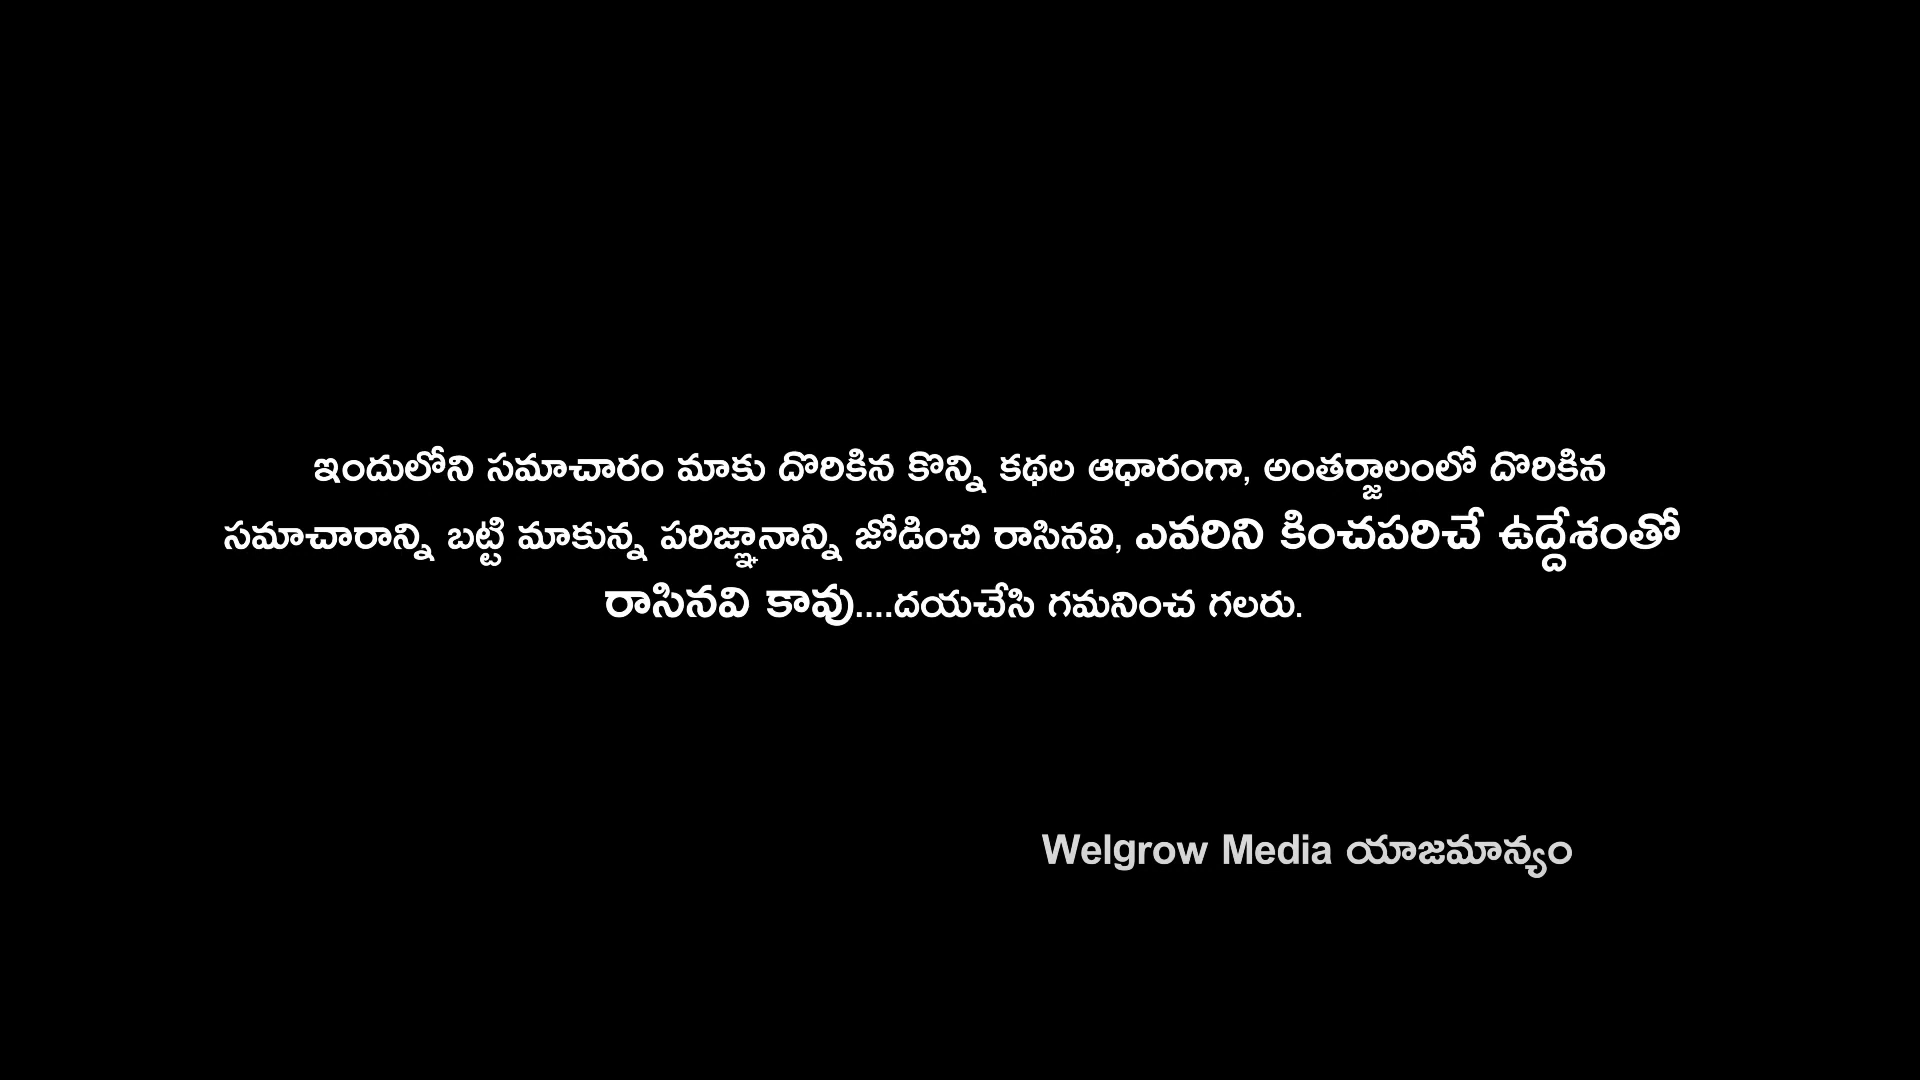 ఇందులోని సమాచారం మాకు దొరికిన కొన్ని కథల ఆధారంగా, అంతర్జాలంలో దొరికిన
సమాచారాన్ని బట్టి మాకున్న పరిజ్ఞానాన్ని జోడించి రాసినవి, ఎవరిని కించపరిచే ఉద్దేశంతో
రాసినవి కావు....దయచేసి గమనించ గలరు.
Welgrow Media యాజమాన్యం